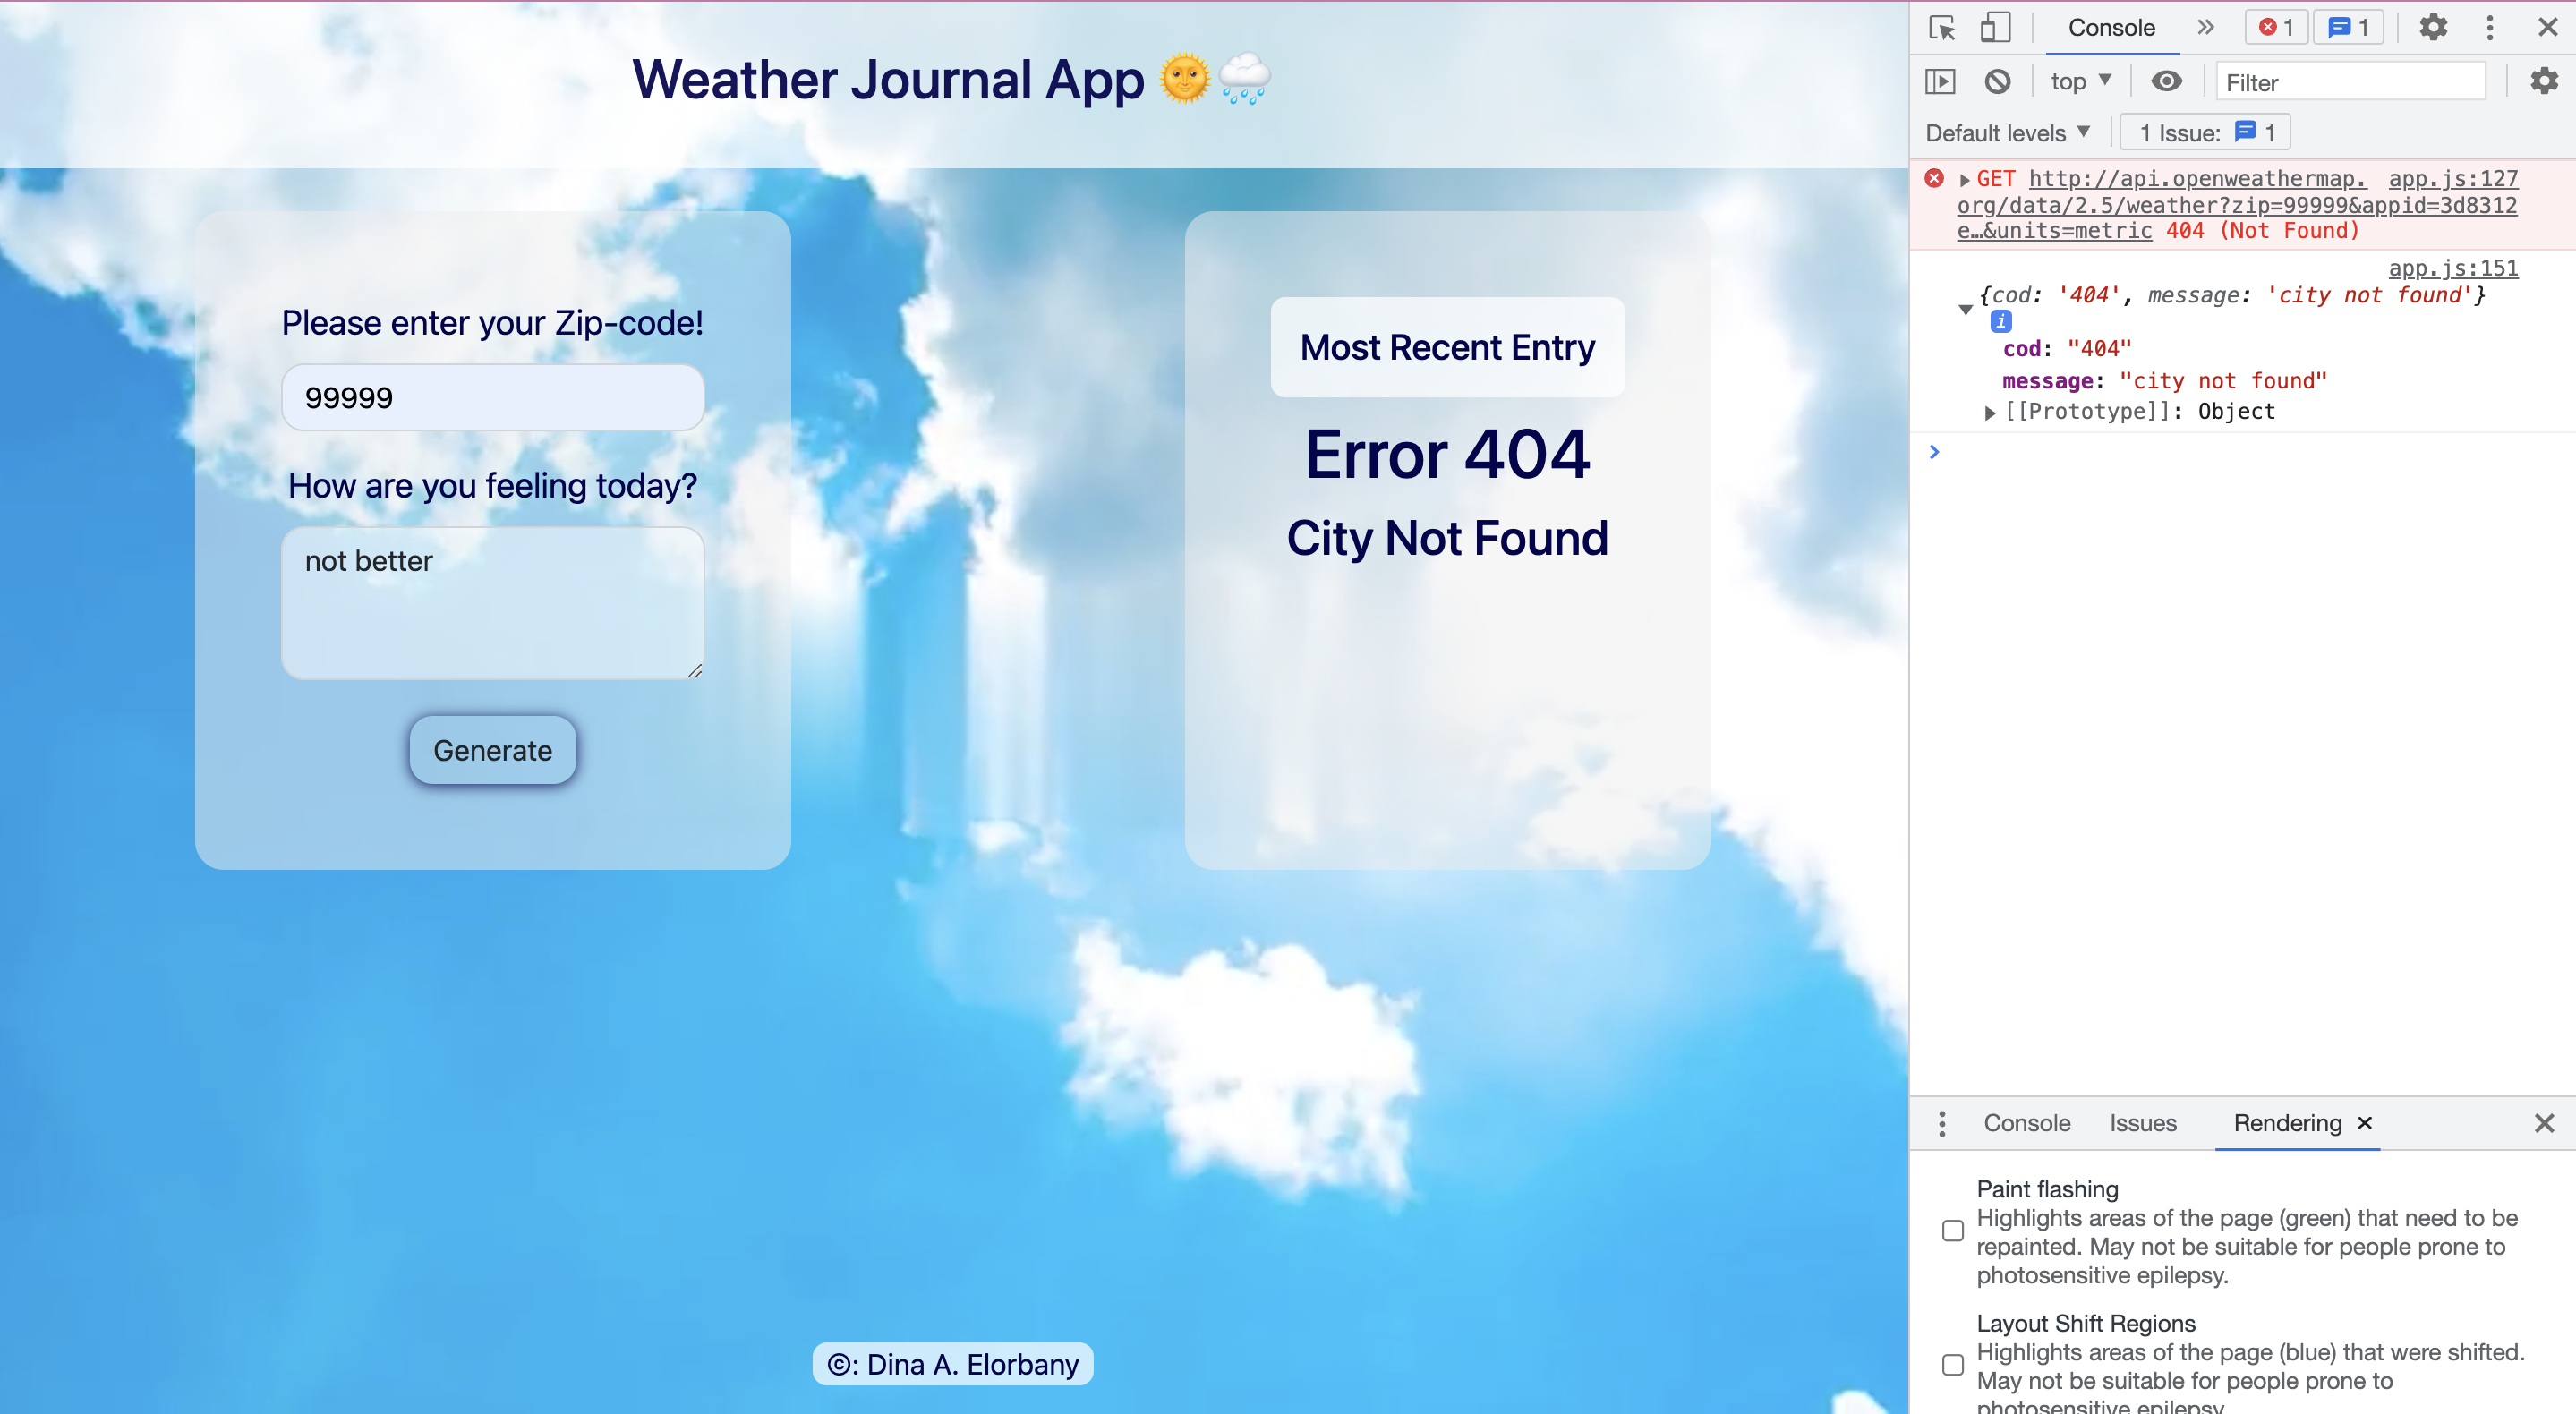 Weather Journal App 🌞🌧️
Please enter your Zip-code!
99999
How are you feeling today?
not better
Generate
Most Recent Entry
Error 404
City Not Found
©: Dina A. Elorbany
Console
1
1
top
Filter
Default levels
1 Issue: 1
GET http://api.openweathermap. app.js:127
org/data/2.5/weather?zip=99999&appid=3d8312
e…&units=metric 404 (Not Found)
app.js:151
{cod: '404', message: 'city not found'}
i
cod: "404"
message: "city not found"
[[Prototype]]: Object
Console Issues Rendering
Paint flashing
Highlights areas of the page (green) that need to be
repainted. May not be suitable for people prone to
photosensitive epilepsy.
Layout Shift Regions
Highlights areas of the page (blue) that were shifted.
May not be suitable for people prone to
photosensitive epilepsy